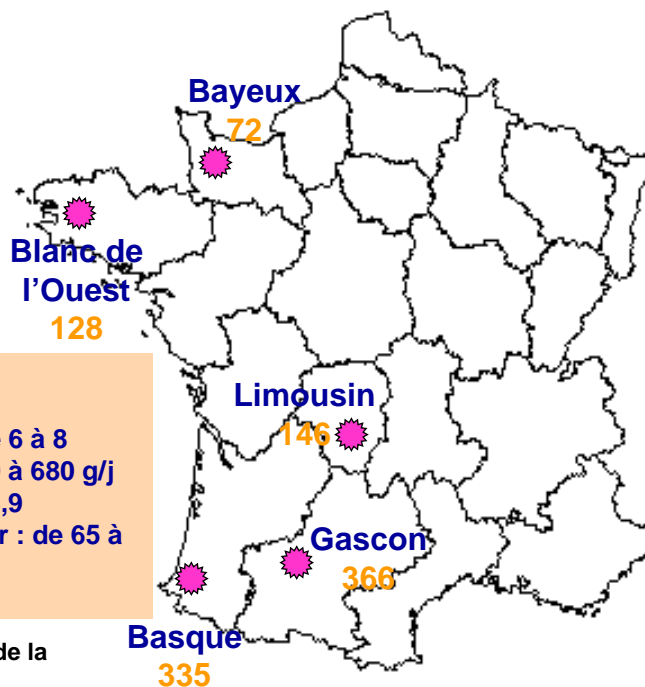 Bayeux
72
Blanc de
l’Ouest
128
Limousin
146
6 à 8
à 680 g/j
,9
r : de 65 à
Gascon
366
Basque
335
de la